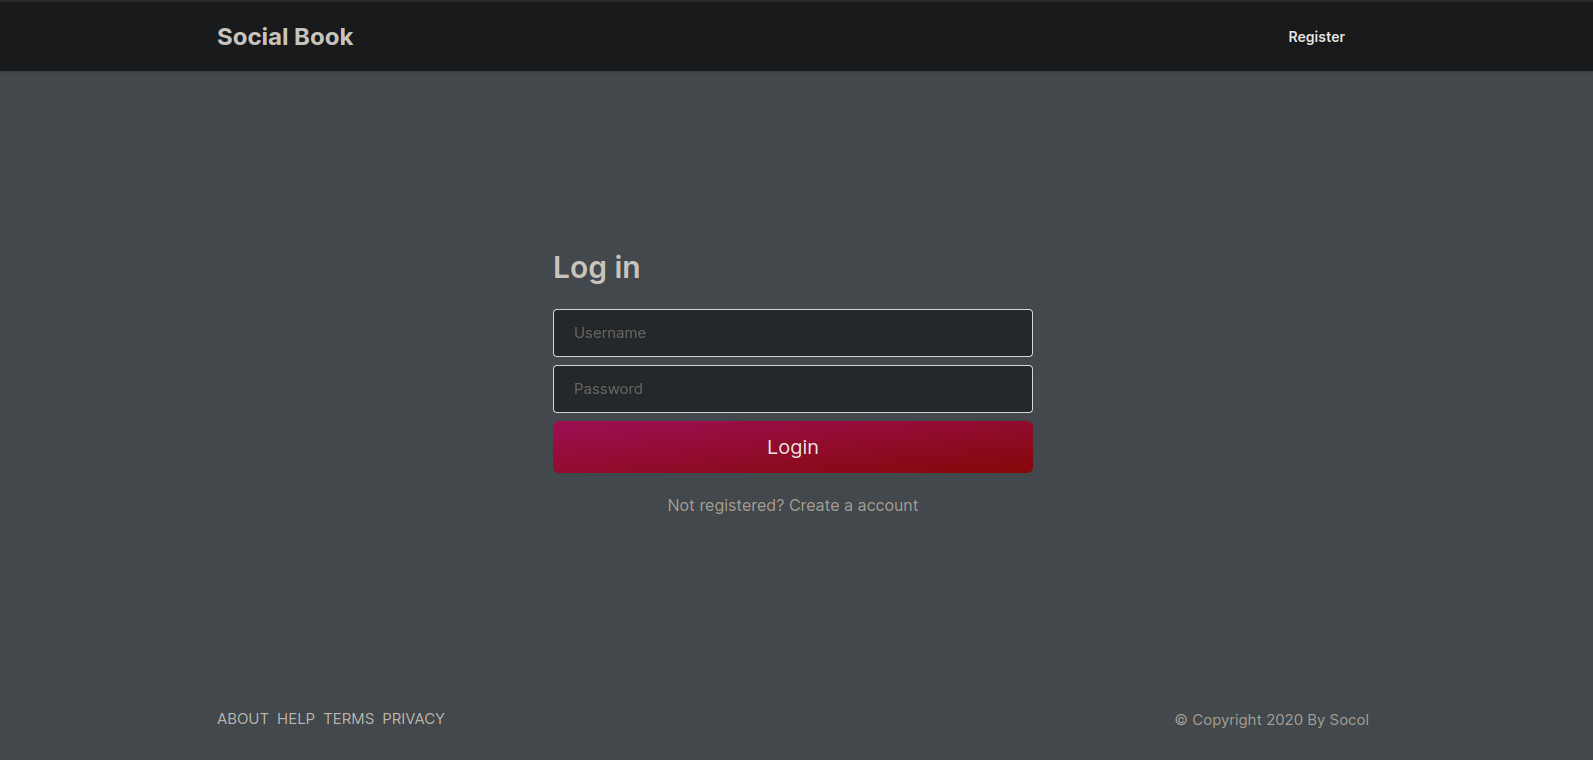 Social Book
Register
Log in
Username
Password
Login
Not registered? Create a account
ABOUT HELP TERMS PRIVACY
© Copyright 2020 By Socol